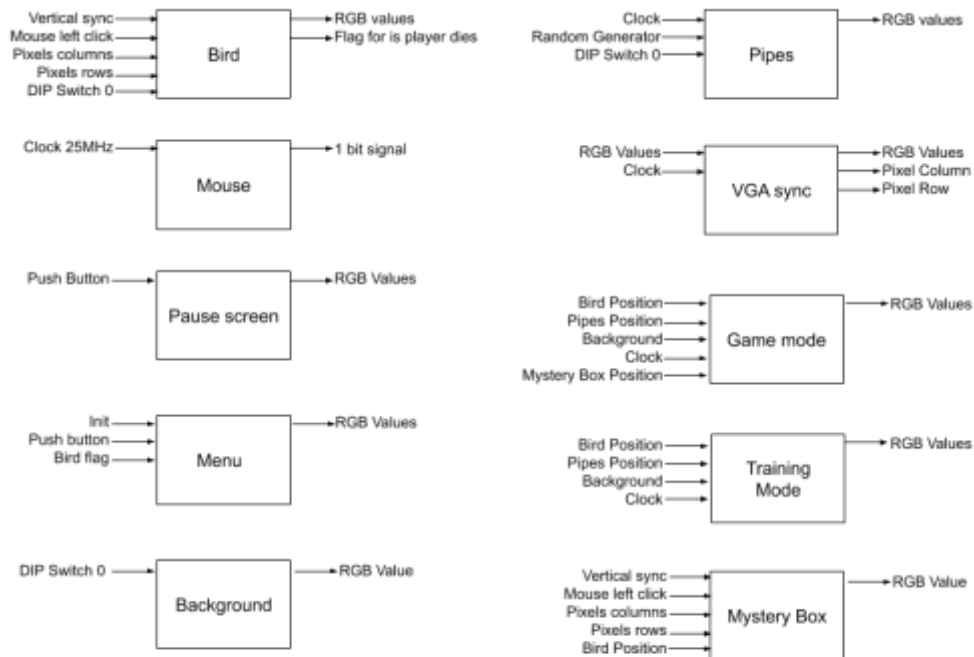 Vertical sync
Mouse left click
Pixels columns
Pixels rows
DIP Switch 0
Bird
RGB values
Flag for is player dies
Clock 25MHz
Mouse
1 bit signal
Push Button
Pause screen
RGB Values
Init
Push button
Bird flag
Menu
RGB Values
DIP Switch 0
Background
RGB Value
Clock
Random Generator
DIP Switch 0
Pipes
RGB values
RGB Values
Clock
VGA sync
RGB Values
Pixel Column
Pixel Row
Bird Position
Pipes Position
Background
Clock
Mystery Box Position
Game mode
RGB Values
Bird Position
Pipes Position
Background
Clock
Training
Mode
RGB Values
Vertical sync
Mouse left click
Pixels columns
Pixels rows
Bird Position
Mystery Box
RGB Value